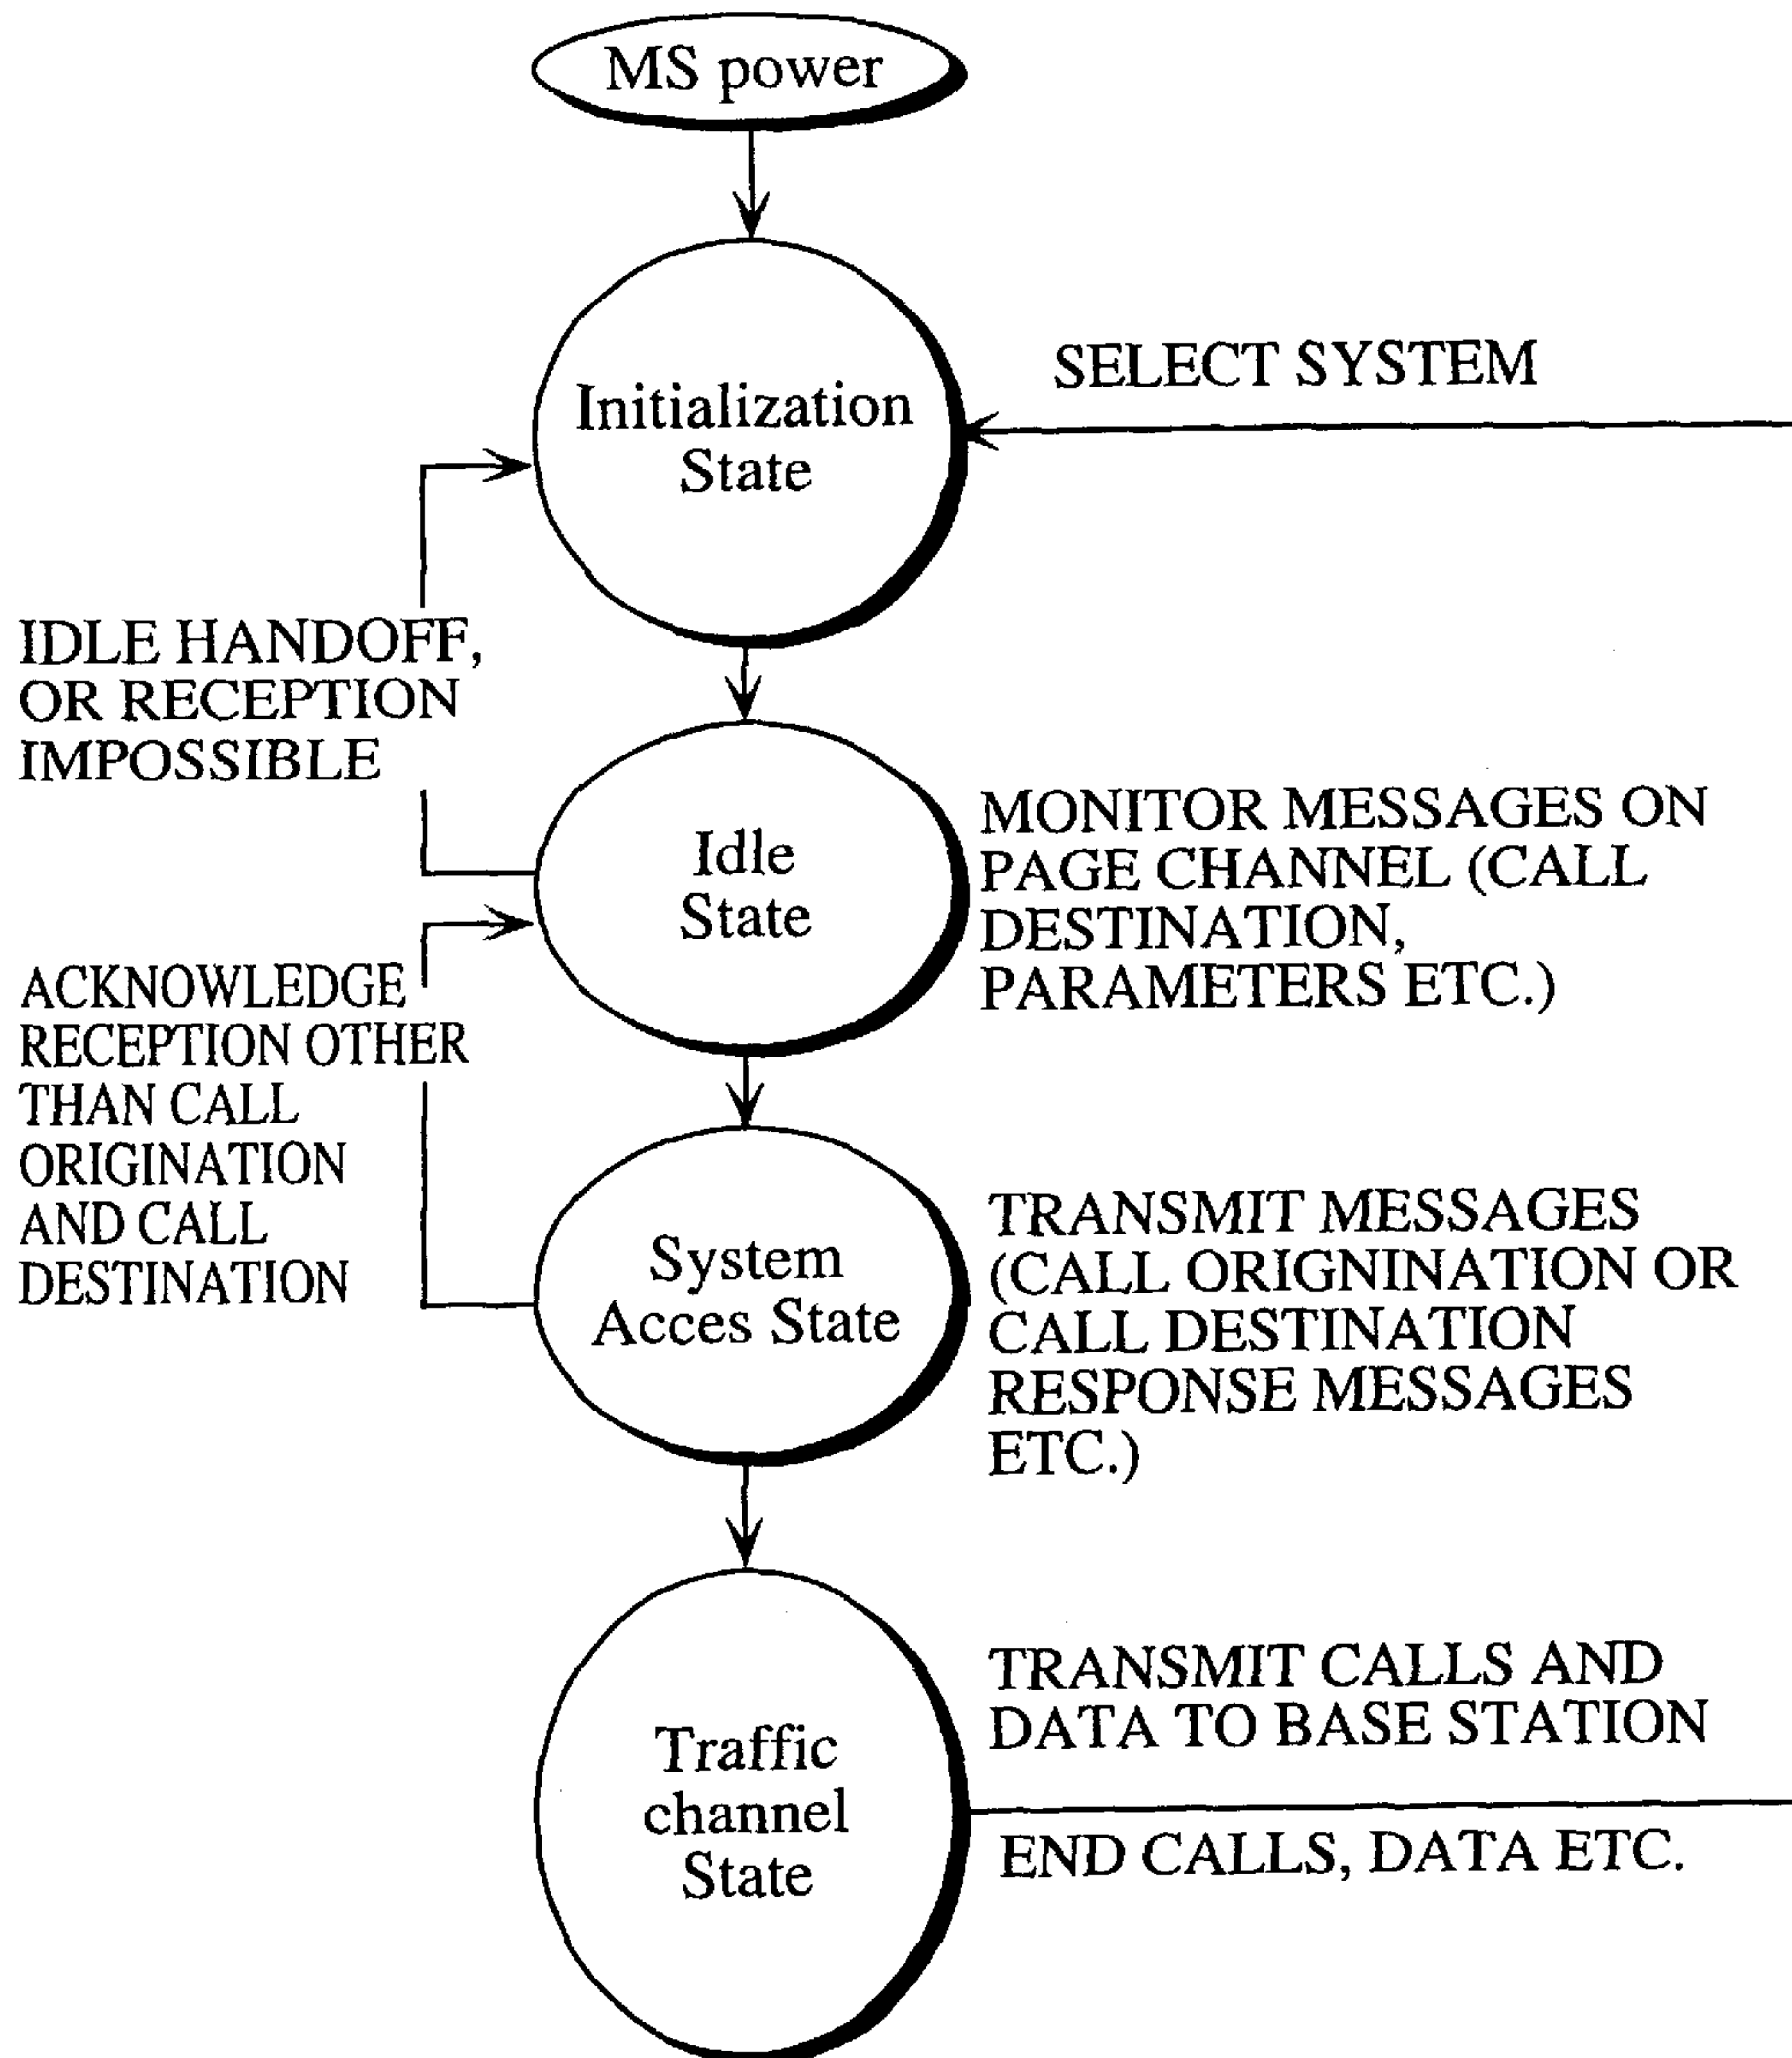 MS power
SELECT SYSTEM
Initialization
State
IDLE HANDOFF,
OR RECEPTION
IMPOSSIBLE
Idle
State
MONITOR MESSAGES ON
PAGE CHANNEL (CALL
DESTINATION,
PARAMETERS ETC.)
ACKNOWLEDGE
RECEPTION OTHER
THAN CALL
ORIGINATION
AND CALL
DESTINATION
System
Acces State
TRANSMIT MESSAGES
(CALL ORIGNINATION OR
CALL DESTINATION
RESPONSE MESSAGES
ETC.)
Traffic
channel
State
TRANSMIT CALLS AND
DATA TO BASE STATION
END CALLS, DATA ETC.